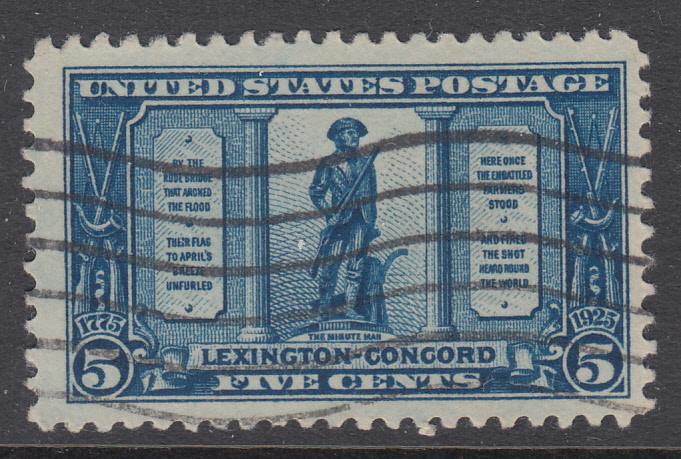 UNITED STATES POSTAGE
BY THE
RUDE BRIDGE
THAT ARCHED
THE FLOOD
THEIR FLAG
TO APRIL'S
BREEZE
UNFURLED
HERE ONCE
THE EMBATTLED
FARMERS
STOOD
AND FIRED
THE SHOT
HEARD ROUND
THE WORLD
1775
1925
THE MINUTE MAN
LEXINGTON-CONCORD
5
FIVE CENTS
5